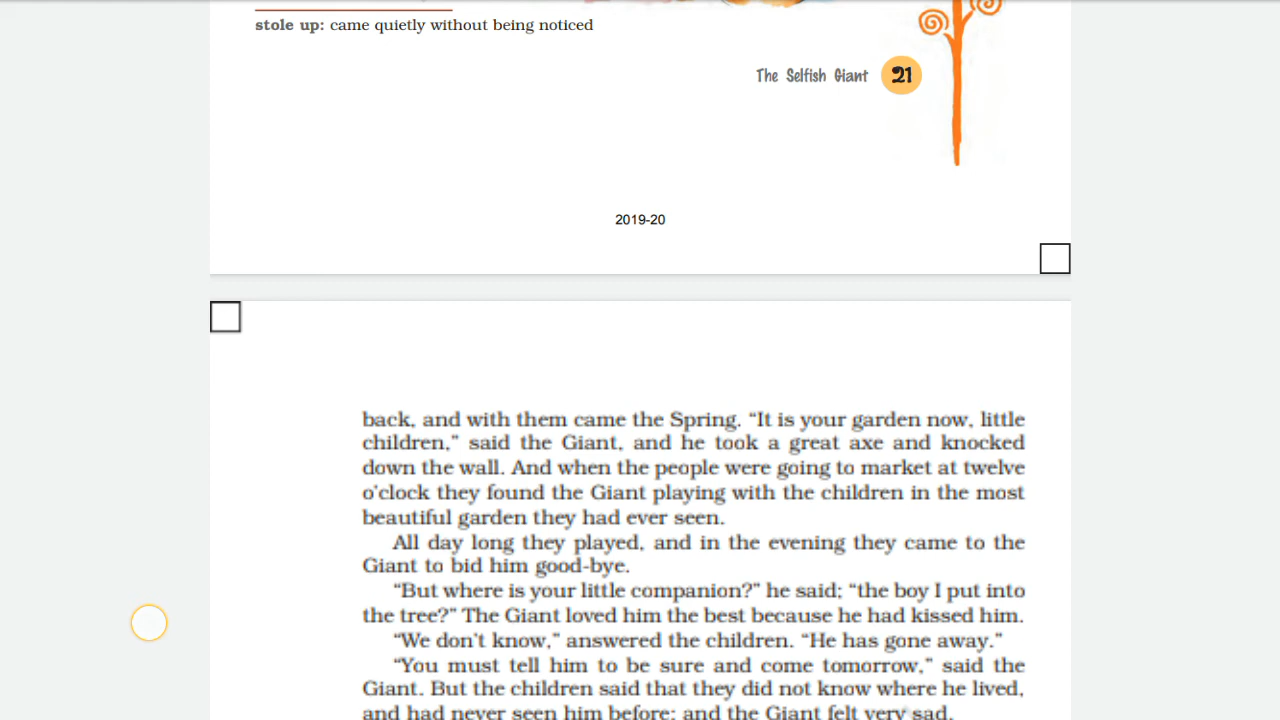 stole up: came quietly without being noticed
The Selfish Giant 21
2019-20
back, and with them came the Spring. “It is your garden now, little
children,” said the Giant, and he took a great axe and knocked
down the wall. And when the people were going to market at twelve
o’clock they found the Giant playing with the children in the most
beautiful garden they had ever seen.
All day long they played, and in the evening they came to the
Giant to bid him good-bye.
“But where is your little companion?” he said; “the boy I put into
the tree?” The Giant loved him the best because he had kissed him.
“We don’t know,” answered the children. “He has gone away.”
“You must tell him to be sure and come tomorrow,” said the
Giant. But the children said that they did not know where he lived,
and had never seen him before; and the Giant felt very sad.